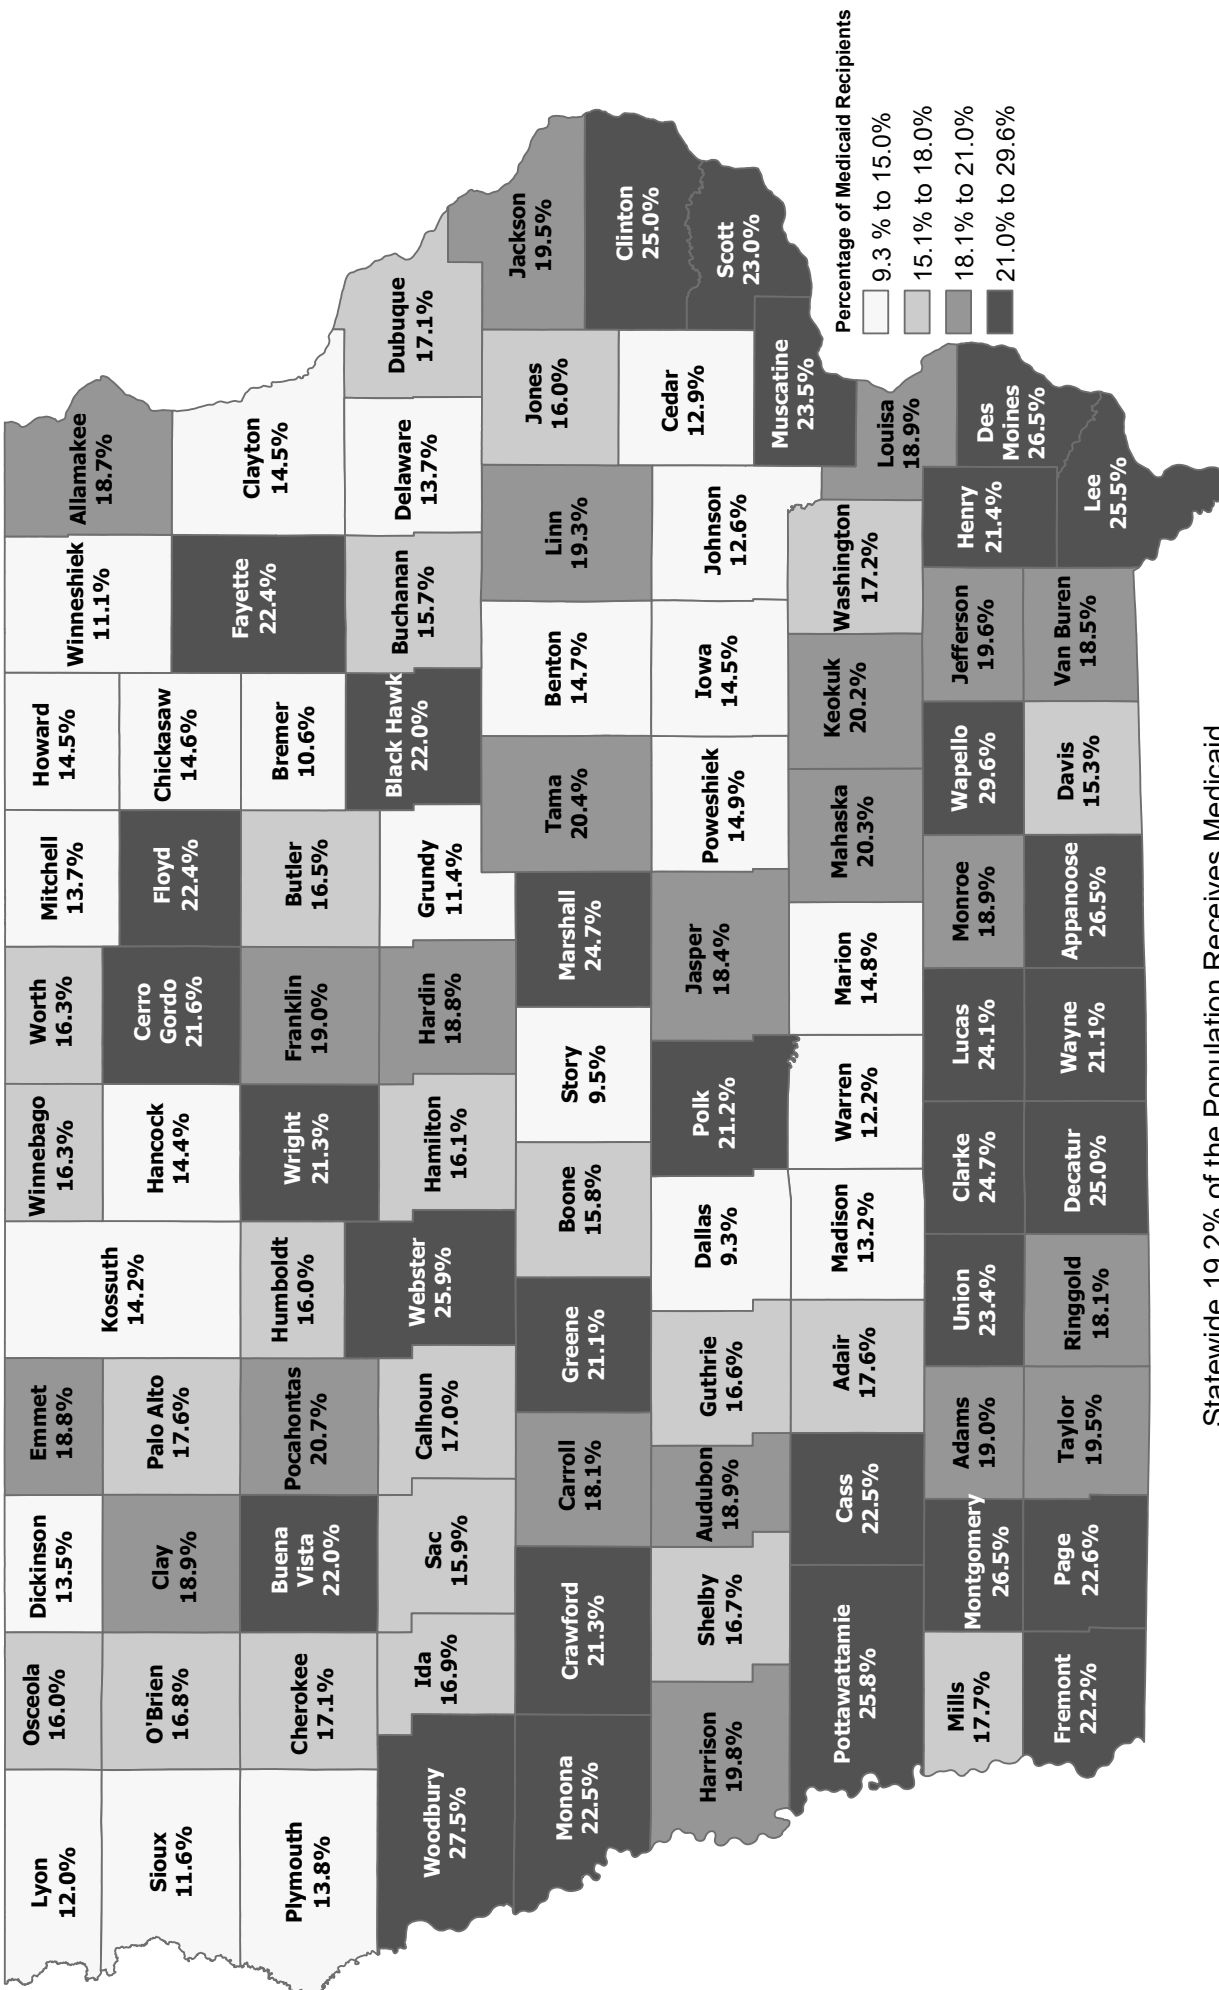 Lyon
12.0%
Osceola
16.0%
Dickinson
13.5%
Emmet
18.8%
Kossuth
14.2%
Winnebago
16.3%
Worth
16.3%
Mitchell
13.7%
Howard
14.5%
Winneshiek
11.1%
Allamakee
18.7%
Sioux
11.6%
O'Brien
16.8%
Clay
18.9%
Palo Alto
17.6%
Hancock
14.4%
Cerro
Gordo
21.6%
Floyd
22.4%
Chickasaw
14.6%
Fayette
22.4%
Clayton
14.5%
Plymouth
13.8%
Cherokee
17.1%
Buena
Vista
22.0%
Pocahontas
20.7%
Humboldt
16.0%
Wright
21.3%
Franklin
19.0%
Butler
16.5%
Bremer
10.6%
Woodbury
27.5%
Ida
16.9%
Sac
15.9%
Calhoun
17.0%
Webster
25.9%
Hamilton
16.1%
Hardin
18.8%
Grundy
11.4%
Black Hawk
22.0%
Buchanan
15.7%
Delaware
13.7%
Dubuque
17.1%
Monona
22.5%
Crawford
21.3%
Carroll
18.1%
Greene
21.1%
Boone
15.8%
Story
9.5%
Marshall
24.7%
Tama
20.4%
Benton
14.7%
Linn
19.3%
Jones
16.0%
Jackson
19.5%
Clinton
25.0%
Harrison
19.8%
Shelby
16.7%
Audubon
18.9%
Guthrie
16.6%
Dallas
9.3%
Polk
21.2%
Jasper
18.4%
Poweshiek
14.9%
Iowa
14.5%
Johnson
12.6%
Cedar
12.9%
Scott
23.0%
Muscatine
23.5%
Pottawattamie
25.8%
Cass
22.5%
Adair
17.6%
Madison
13.2%
Warren
12.2%
Marion
14.8%
Mahaska
20.3%
Keokuk
20.2%
Washington
17.2%
Louisa
18.9%
Mills
17.7%
Montgomery
26.5%
Adams
19.0%
Union
23.4%
Clarke
24.7%
Lucas
24.1%
Monroe
18.9%
Wapello
29.6%
Jefferson
19.6%
Henry
21.4%
Des
Moines
26.5%
Fremont
22.2%
Page
22.6%
Taylor
19.5%
Ringgold
18.1%
Decatur
25.0%
Wayne
21.1%
Appanoose
26.5%
Davis
15.3%
Van Buren
18.5%
Lee
25.5%
Percentage of Medicaid Recipients
9.3 % to 15.0%
15.1% to 18.0%
18.1% to 21.0%
21.0% to 29.6%
Statewide 19.2% of the Population Receives Medicaid